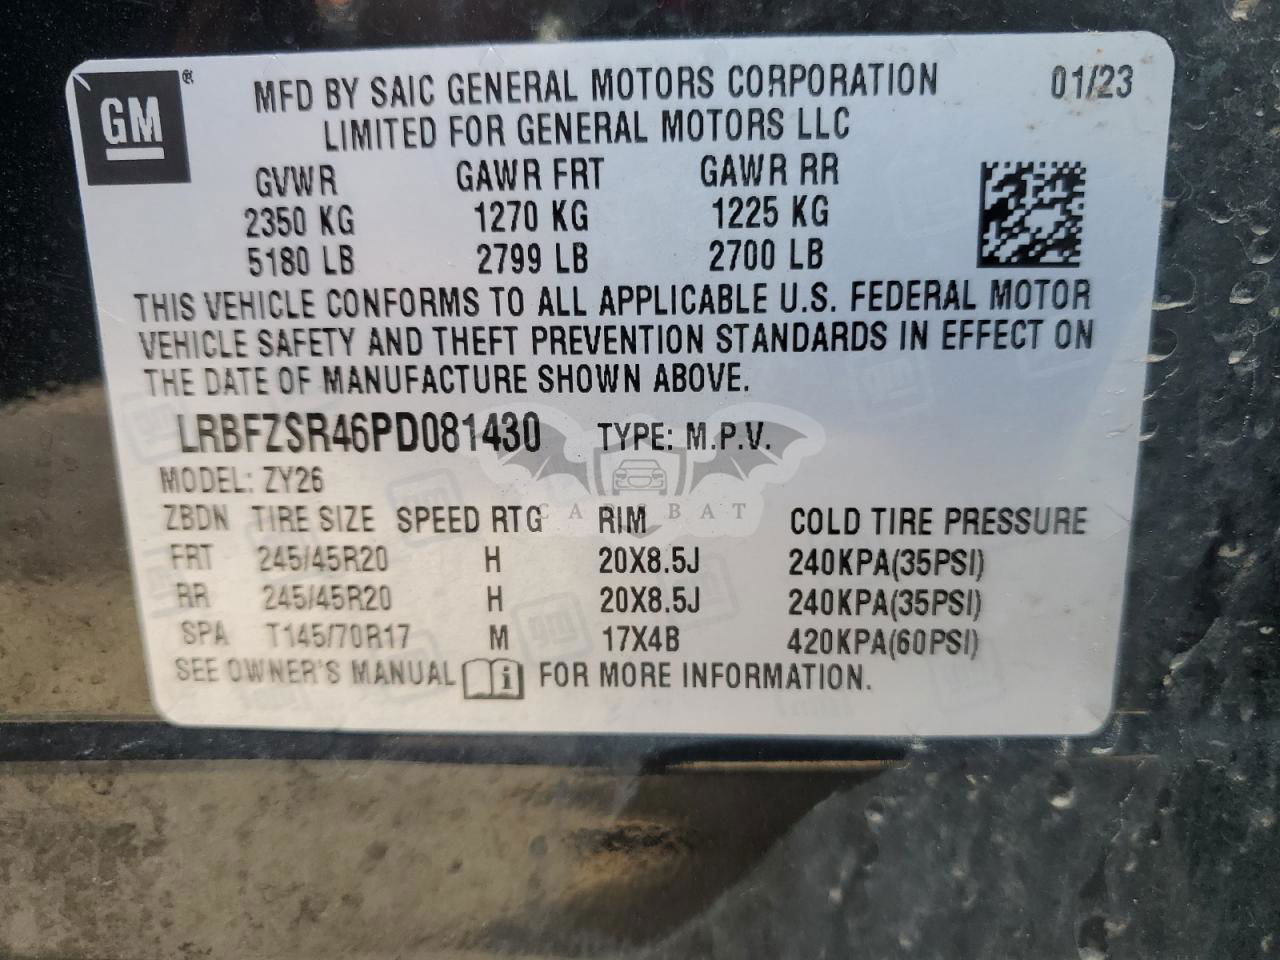 GM ® MFD BY SAIC GENERAL MOTORS CORPORATION 01/23
LIMITED FOR GENERAL MOTORS LLC
GVWR GAWR FRT GAWR RR
2350 KG 1270 KG 1225 KG
5180 LB 2799 LB 2700 LB
THIS VEHICLE CONFORMS TO ALL APPLICABLE U.S. FEDERAL MOTOR
VEHICLE SAFETY AND THEFT PREVENTION STANDARDS IN EFFECT ON
THE DATE OF MANUFACTURE SHOWN ABOVE.
LRBFZSR46PD081430 TYPE: M.P.V.
MODEL: ZY26
CAR BAT
ZBDN TIRE SIZE SPEED RTG RIM COLD TIRE PRESSURE
FRT 245/45R20 H 20X8.5J 240KPA(35PSI)
RR 245/45R20 H 20X8.5J 240KPA(35PSI)
SPA T145/70R17 M 17X4B 420KPA(60PSI)
SEE OWNER'S MANUAL i FOR MORE INFORMATION.